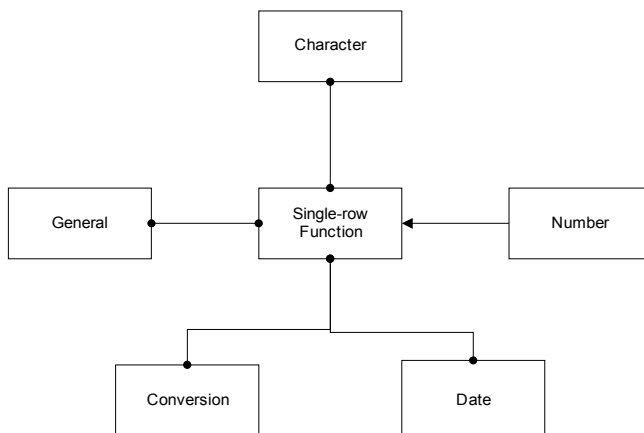 Character
General
Single-row
Function
Number
Conversion
Date